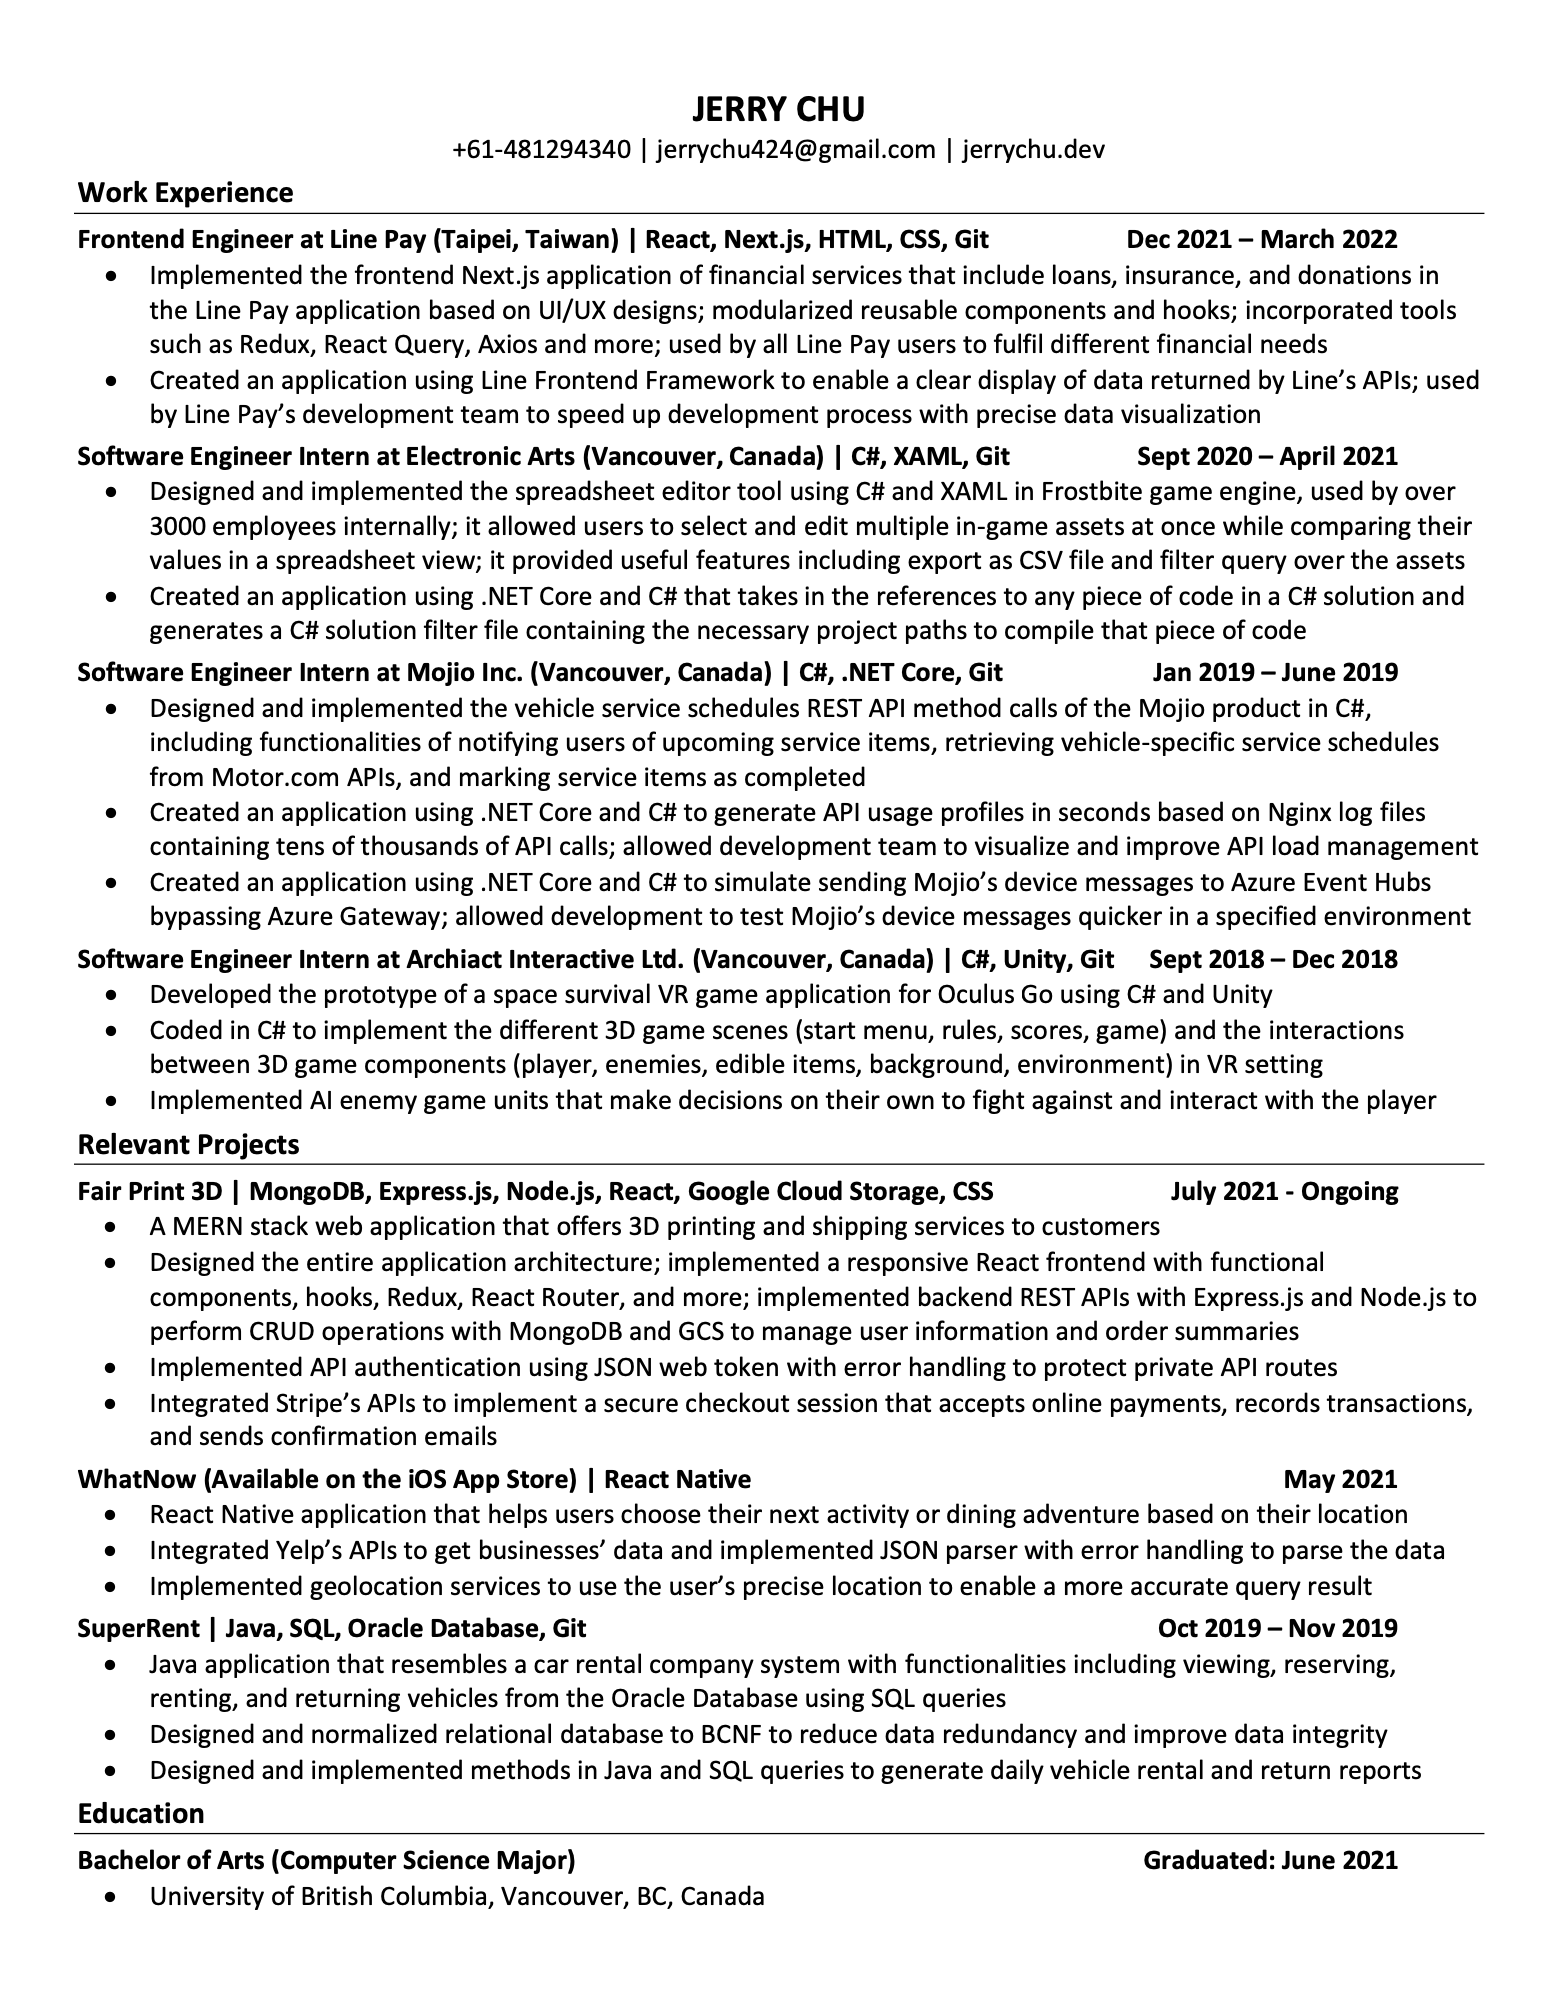 JERRY CHU
+61-481294340 | jerrychu424@gmail.com | jerrychu.dev
Work Experience
Frontend Engineer at Line Pay (Taipei, Taiwan) | React, Next.js, HTML, CSS, Git Dec 2021 – March 2022
• Implemented the frontend Next.js application of financial services that include loans, insurance, and donations in
the Line Pay application based on UI/UX designs; modularized reusable components and hooks; incorporated tools
such as Redux, React Query, Axios and more; used by all Line Pay users to fulfil different financial needs
• Created an application using Line Frontend Framework to enable a clear display of data returned by Line’s APIs; used
by Line Pay’s development team to speed up development process with precise data visualization
Software Engineer Intern at Electronic Arts (Vancouver, Canada) | C#, XAML, Git Sept 2020 – April 2021
• Designed and implemented the spreadsheet editor tool using C# and XAML in Frostbite game engine, used by over
3000 employees internally; it allowed users to select and edit multiple in-game assets at once while comparing their
values in a spreadsheet view; it provided useful features including export as CSV file and filter query over the assets
• Created an application using .NET Core and C# that takes in the references to any piece of code in a C# solution and
generates a C# solution filter file containing the necessary project paths to compile that piece of code
Software Engineer Intern at Mojio Inc. (Vancouver, Canada) | C#, .NET Core, Git Jan 2019 – June 2019
• Designed and implemented the vehicle service schedules REST API method calls of the Mojio product in C#,
including functionalities of notifying users of upcoming service items, retrieving vehicle-specific service schedules
from Motor.com APIs, and marking service items as completed
• Created an application using .NET Core and C# to generate API usage profiles in seconds based on Nginx log files
containing tens of thousands of API calls; allowed development team to visualize and improve API load management
• Created an application using .NET Core and C# to simulate sending Mojio’s device messages to Azure Event Hubs
bypassing Azure Gateway; allowed development to test Mojio’s device messages quicker in a specified environment
Software Engineer Intern at Archiact Interactive Ltd. (Vancouver, Canada) | C#, Unity, Git Sept 2018 – Dec 2018
• Developed the prototype of a space survival VR game application for Oculus Go using C# and Unity
• Coded in C# to implement the different 3D game scenes (start menu, rules, scores, game) and the interactions
between 3D game components (player, enemies, edible items, background, environment) in VR setting
• Implemented AI enemy game units that make decisions on their own to fight against and interact with the player
Relevant Projects
Fair Print 3D | MongoDB, Express.js, Node.js, React, Google Cloud Storage, CSS July 2021 - Ongoing
• A MERN stack web application that offers 3D printing and shipping services to customers
• Designed the entire application architecture; implemented a responsive React frontend with functional
components, hooks, Redux, React Router, and more; implemented backend REST APIs with Express.js and Node.js to
perform CRUD operations with MongoDB and GCS to manage user information and order summaries
• Implemented API authentication using JSON web token with error handling to protect private API routes
• Integrated Stripe’s APIs to implement a secure checkout session that accepts online payments, records transactions,
and sends confirmation emails
WhatNow (Available on the iOS App Store) | React Native May 2021
• React Native application that helps users choose their next activity or dining adventure based on their location
• Integrated Yelp’s APIs to get businesses’ data and implemented JSON parser with error handling to parse the data
• Implemented geolocation services to use the user’s precise location to enable a more accurate query result
SuperRent | Java, SQL, Oracle Database, Git Oct 2019 – Nov 2019
• Java application that resembles a car rental company system with functionalities including viewing, reserving,
renting, and returning vehicles from the Oracle Database using SQL queries
• Designed and normalized relational database to BCNF to reduce data redundancy and improve data integrity
• Designed and implemented methods in Java and SQL queries to generate daily vehicle rental and return reports
Education
Bachelor of Arts (Computer Science Major) Graduated: June 2021
• University of British Columbia, Vancouver, BC, Canada